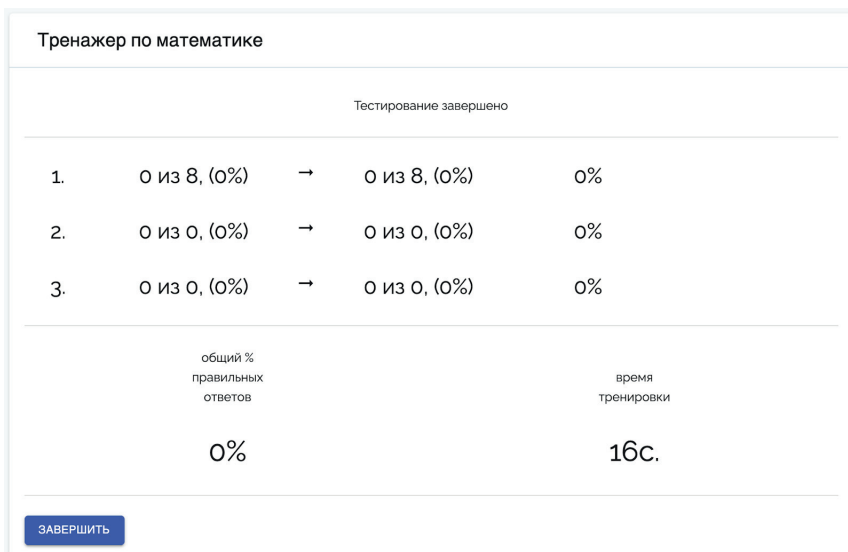 Тренажер по математике
Тестирование завершено
1. 0 из 8, (0%) → 0 из 8, (0%) 0%
2. 0 из 0, (0%) → 0 из 0, (0%) 0%
3. 0 из 0, (0%) → 0 из 0, (0%) 0%
общий %
правильных
ответов
0%
время
тренировки
16с.
ЗАВЕРШИТЬ